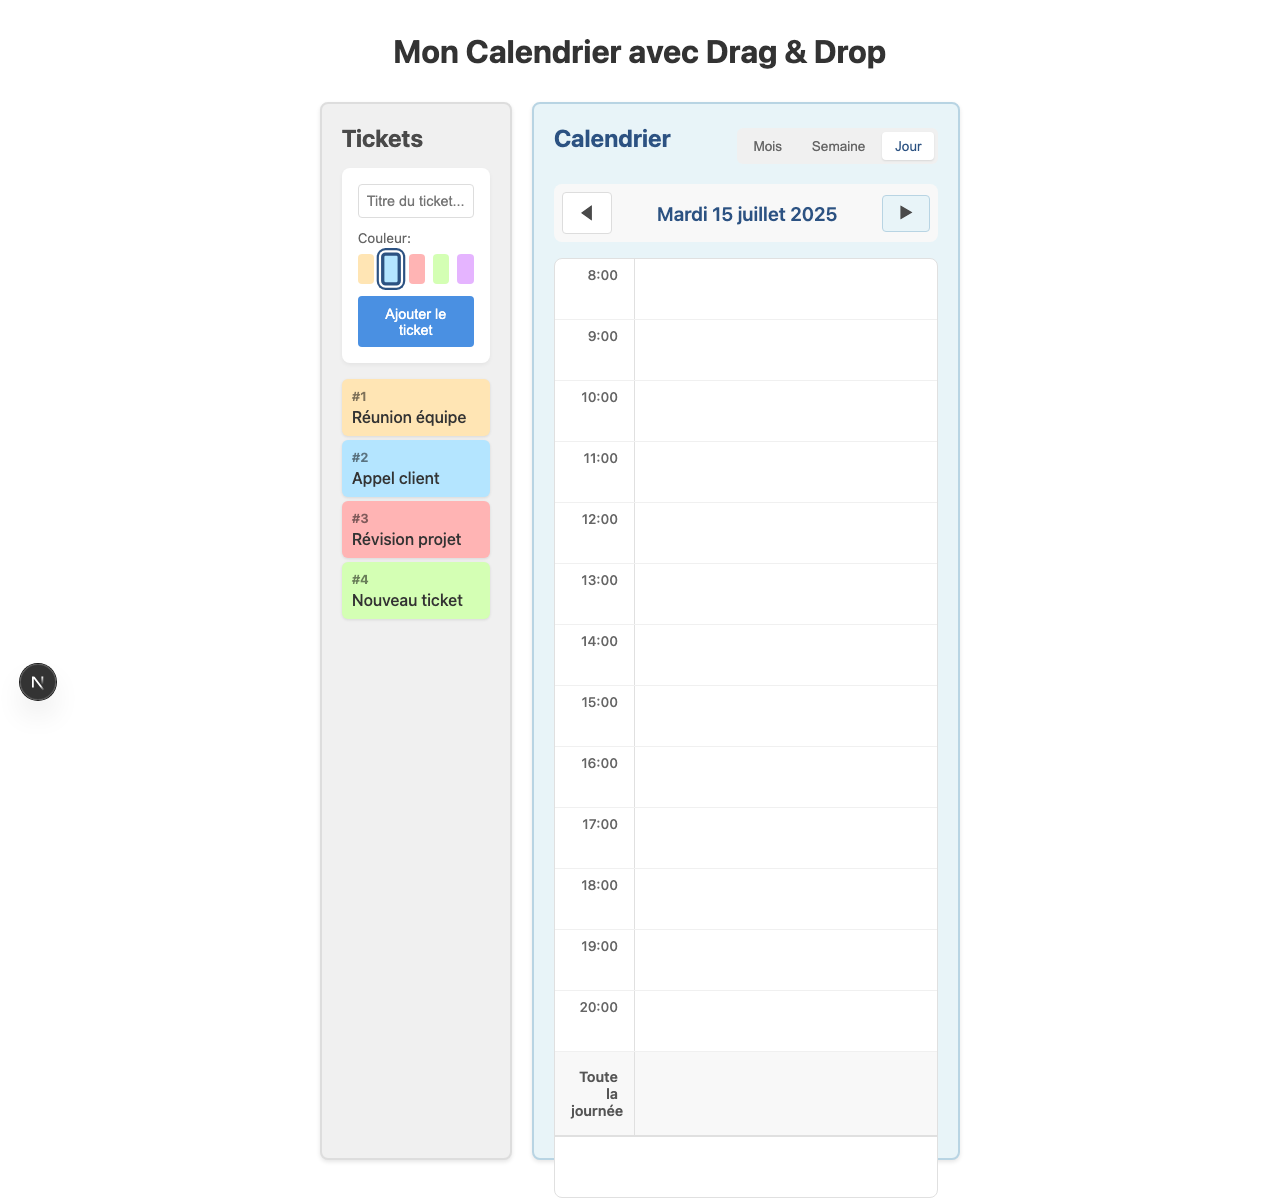 Mon Calendrier avec Drag & Drop
Tickets
Titre du ticket...
Couleur:
Ajouter le
ticket
#1
Réunion équipe
#2
Appel client
#3
Révision projet
#4
Nouveau ticket
N
Calendrier
Mois Semaine Jour
Mardi 15 juillet 2025
8:00
9:00
10:00
11:00
12:00
13:00
14:00
15:00
16:00
17:00
18:00
19:00
20:00
Toute
la
journée